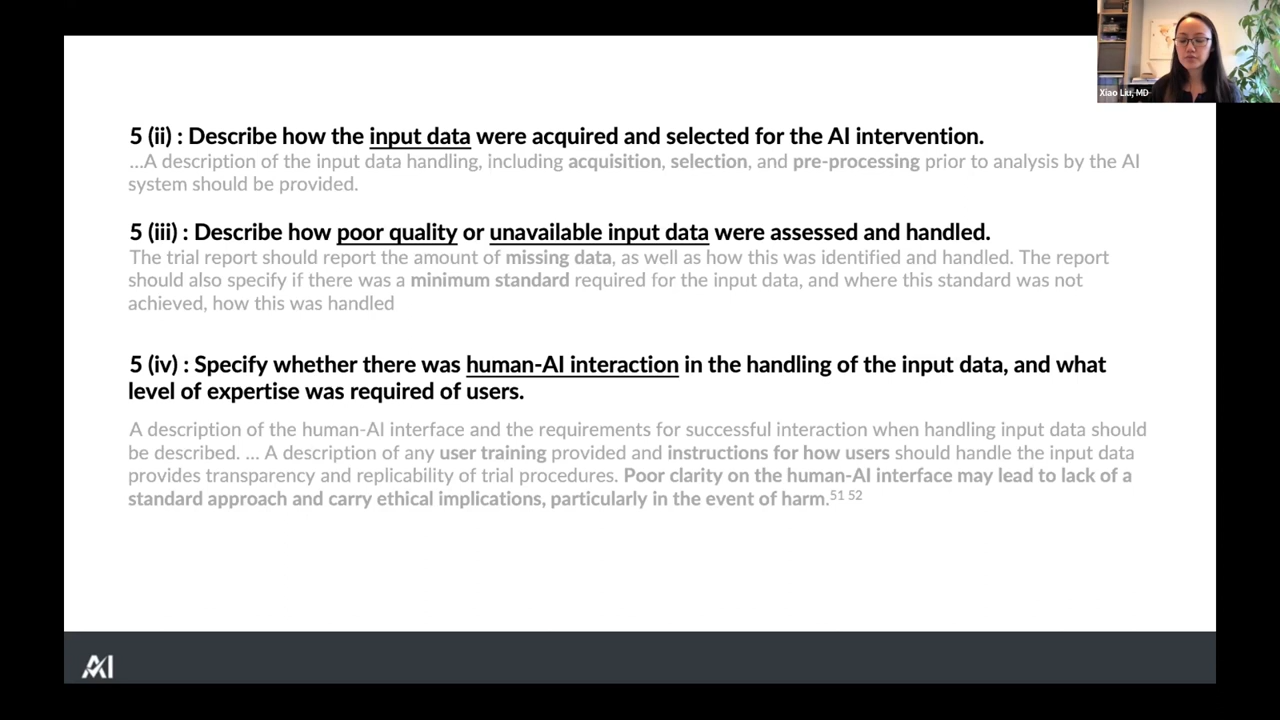 Xiao Liu, MD
5 (ii) : Describe how the input data were acquired and selected for the AI intervention.
...A description of the input data handling, including acquisition, selection, and pre-processing prior to analysis by the AI
system should be provided.
5 (iii) : Describe how poor quality or unavailable input data were assessed and handled.
The trial report should report the amount of missing data, as well as how this was identified and handled. The report
should also specify if there was a minimum standard required for the input data, and where this standard was not
achieved, how this was handled
5 (iv) : Specify whether there was human-AI interaction in the handling of the input data, and what
level of expertise was required of users.
A description of the human-AI interface and the requirements for successful interaction when handling input data should
be described. ... A description of any user training provided and instructions for how users should handle the input data
provides transparency and replicability of trial procedures. Poor clarity on the human-AI interface may lead to lack of a
standard approach and carry ethical implications, particularly in the event of harm.51 52
AI